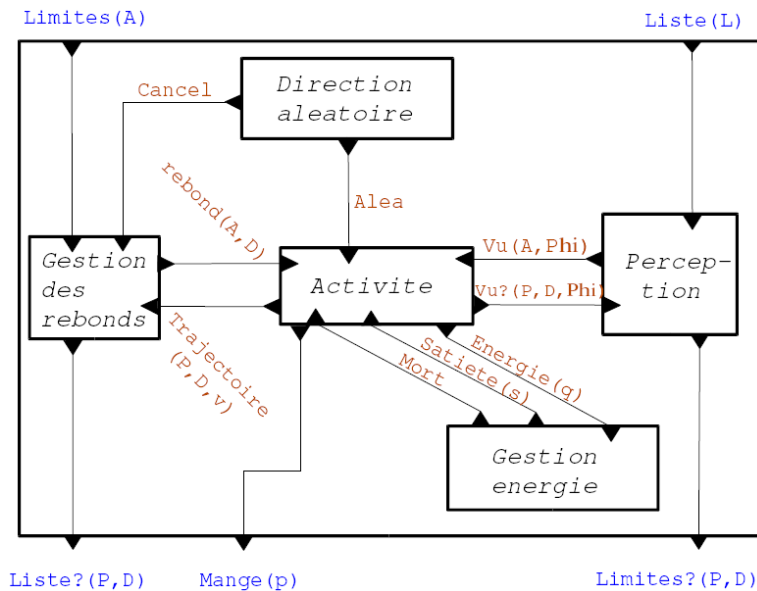 Limites(A)
Liste(L)
Cancel
Direction
aleatoire
rebond(A,D)
Alea
Gestion
des
rebonds
Activite
Vu(A,Phi)
Vu?(P,D,Phi)
Percep-
tion
Trajectoire
(P,D,v)
Mort
Satiete(s)
Energie(q)
Gestion
energie
Liste?(P,D)
Mange(p)
Limites?(P,D)